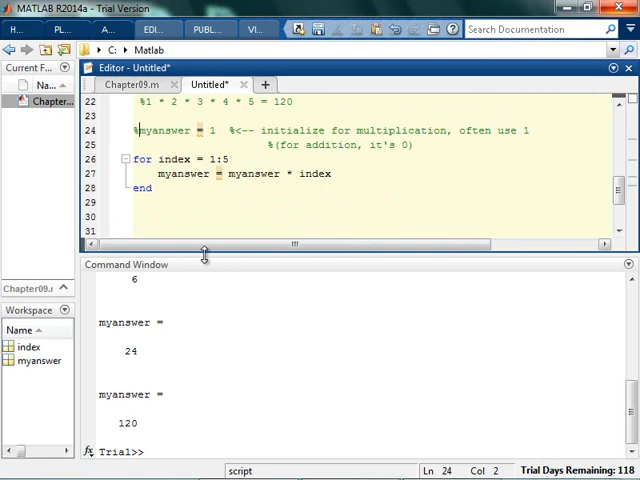 MATLAB R2014a - Trial Version
H... PL... A... EDI... PUBL... VI... Search Documentation
C: Matlab
Current F...
Na...
Chapter...
Chapter09.m
Workspace
Name
index
myanswer
Editor - Untitled*
Chapter09.m Untitled*
22 %1 * 2 * 3 * 4 * 5 = 120
23
24 %myanswer = 1 %<-- initialize for multiplication, often use 1
25 %(for addition, it's 0)
26 for index = 1:5
27 myanswer = myanswer * index
28 end
29
30
31
Command Window
6
myanswer =
24
myanswer =
120
fx Trial>>
script Ln 24 Col 2 Trial Days Remaining: 118